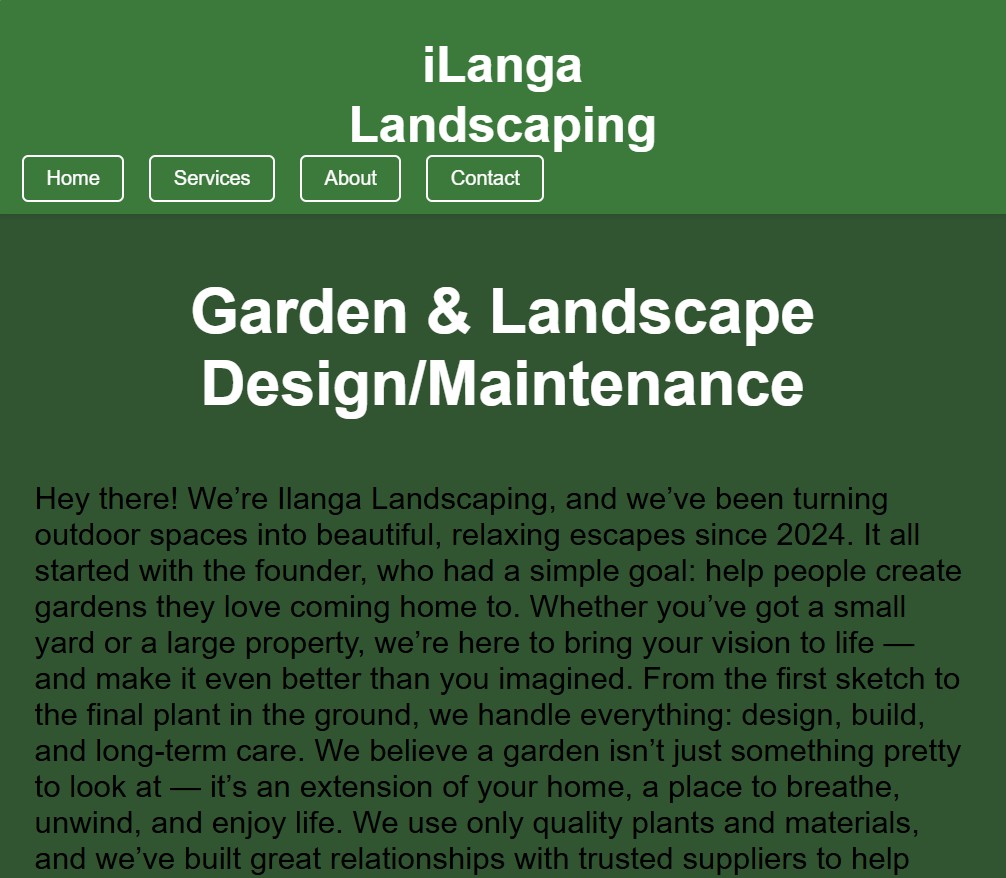 iLanga
Landscaping
Home Services About Contact
Garden & Landscape
Design/Maintenance
Hey there! We’re Ilanga Landscaping, and we’ve been turning
outdoor spaces into beautiful, relaxing escapes since 2024. It all
started with the founder, who had a simple goal: help people create
gardens they love coming home to. Whether you’ve got a small
yard or a large property, we’re here to bring your vision to life —
and make it even better than you imagined. From the first sketch to
the final plant in the ground, we handle everything: design, build,
and long-term care. We believe a garden isn’t just something pretty
to look at — it’s an extension of your home, a place to breathe,
unwind, and enjoy life. We use only quality plants and materials,
and we’ve built great relationships with trusted suppliers to help